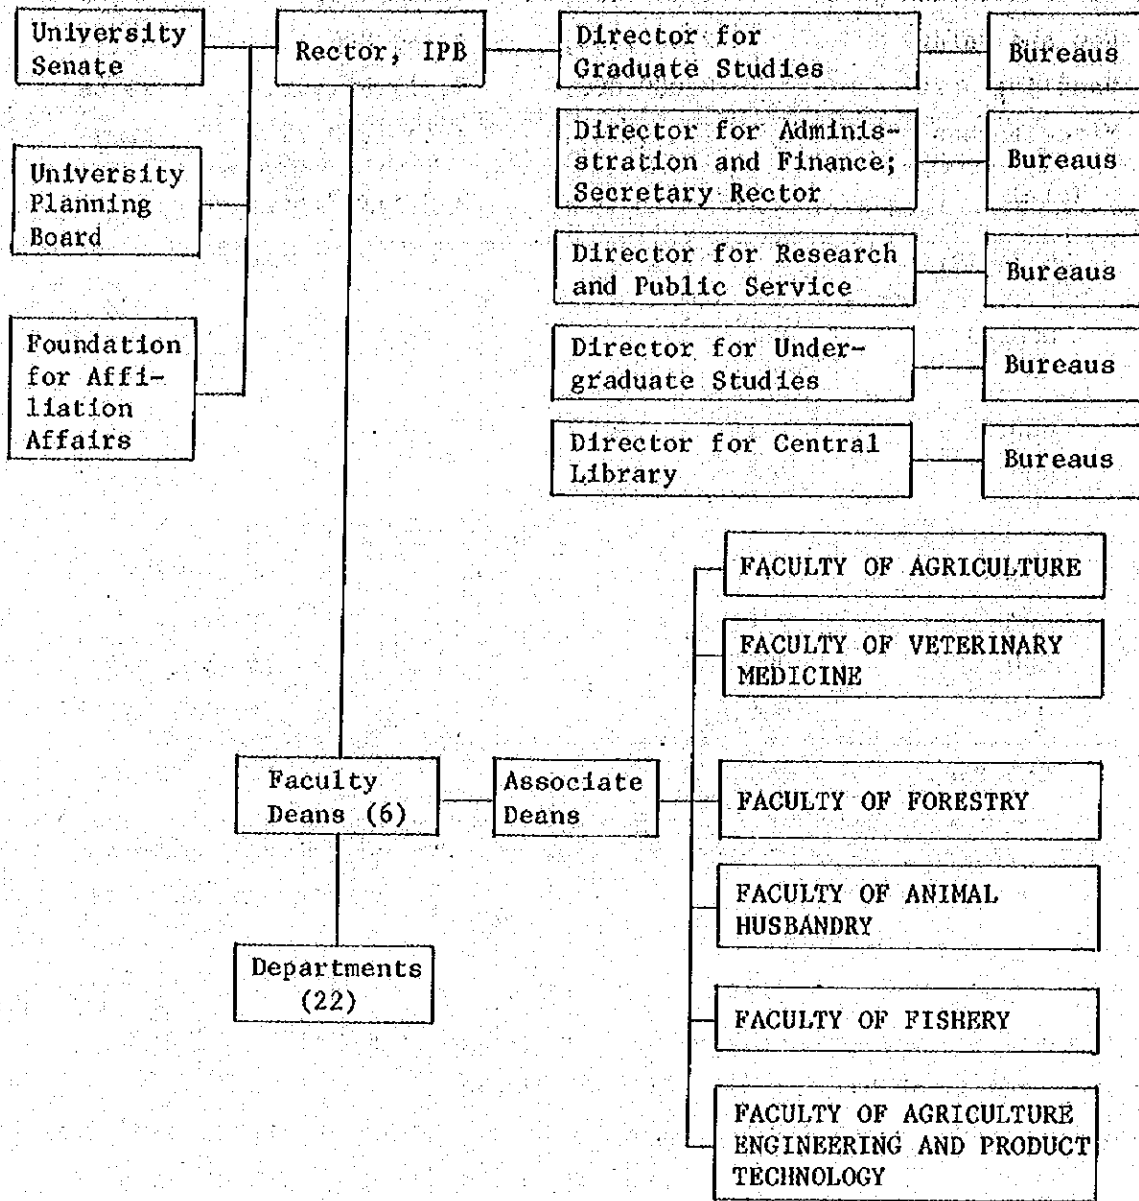 University
Senate
Rector, IPB
Director for
Graduate Studies
Bureaus
University
Planning
Board
Director for Adminis-
stration and Finance;
Secretary Rector
Bureaus
Director for Research
and Public Service
Bureaus
Foundation
for Affi-
liation
Affairs
Director for Under-
graduate Studies
Bureaus
Director for Central
Library
Bureaus
FACULTY OF AGRICULTURE
FACULTY OF VETERINARY
MEDICINE
Faculty
Deans (6)
Associate
Deans
FACULTY OF FORESTRY
FACULTY OF ANIMAL
HUSBANDRY
Departments
(22)
FACULTY OF FISHERY
FACULTY OF AGRICULTURE
ENGINEERING AND PRODUCT
TECHNOLOGY